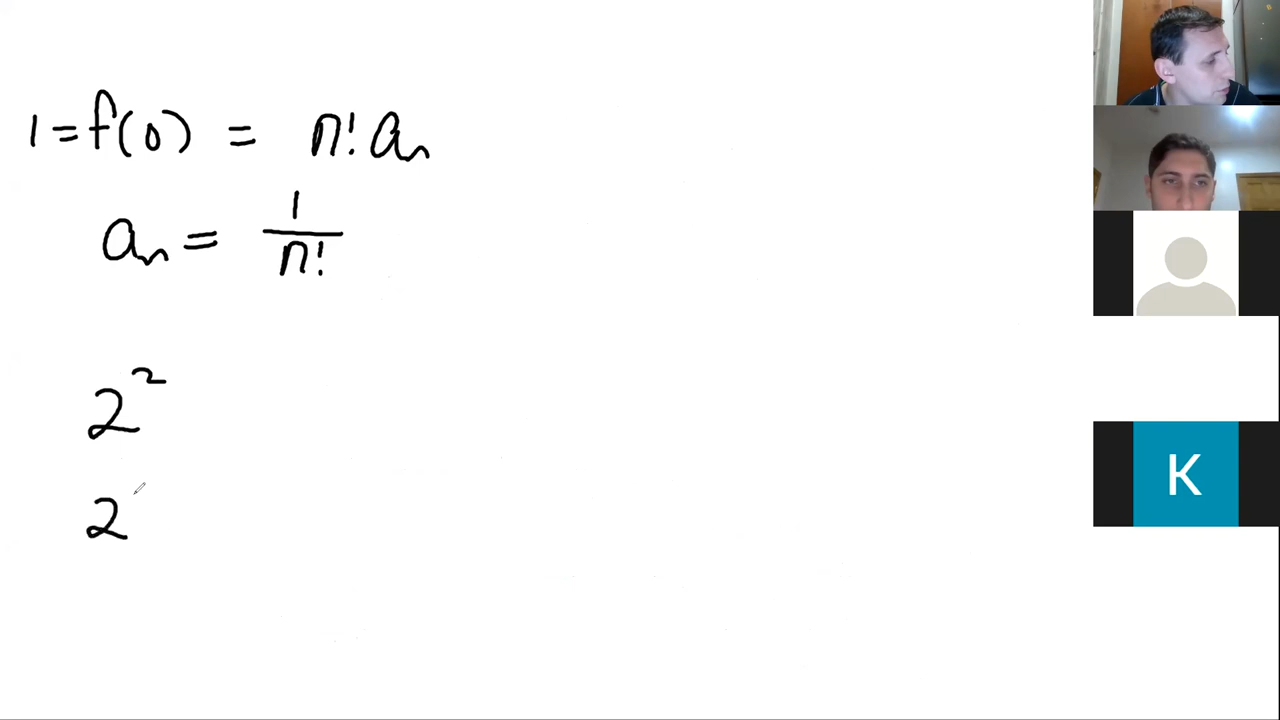 1 = f(0) = n! aₙ
aₙ = 1/n!
2²
2
K